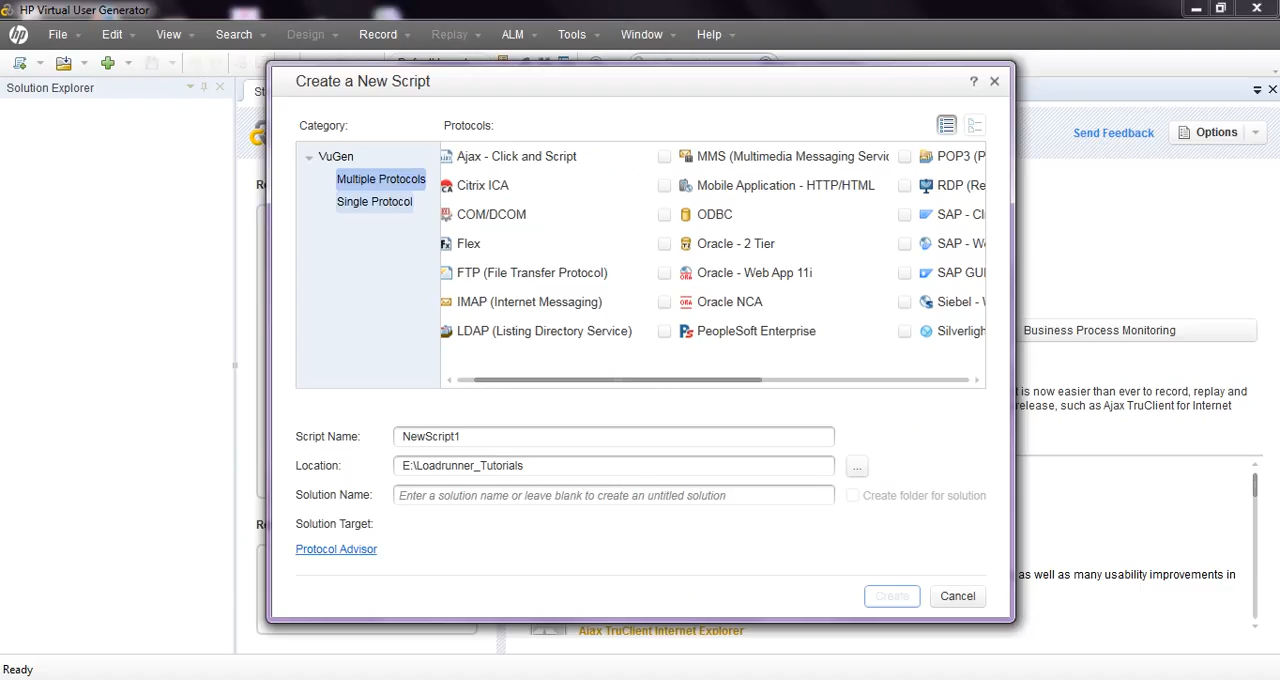 HP Virtual User Generator
hp File Edit View Search Design Record Replay ALM Tools Window Help
Solution Explorer
Send Feedback
Options
Create a New Script
?
Category:
Protocols:
VuGen
Multiple Protocols
Single Protocol
Ajax - Click and Script
Citrix ICA
COM/DCOM
Flex
FTP (File Transfer Protocol)
IMAP (Internet Messaging)
LDAP (Listing Directory Service)
MMS (Multimedia Messaging Servic
Mobile Application - HTTP/HTML
ODBC
Oracle - 2 Tier
Oracle - Web App 11i
Oracle NCA
PeopleSoft Enterprise
POP3 (P
RDP (Re
SAP - Cl
SAP - W
SAP GUI
Siebel -
Silverligh
Script Name: NewScript1
Location: E:\Loadrunner_Tutorials ...
Solution Name: Enter a solution name or leave blank to create an untitled solution Create folder for solution
Solution Target:
Protocol Advisor
Create Cancel
Business Process Monitoring
t is now easier than ever to record, replay and
release, such as Ajax TruClient for Internet
as well as many usability improvements in
Ajax TruClient Internet Explorer
Ready